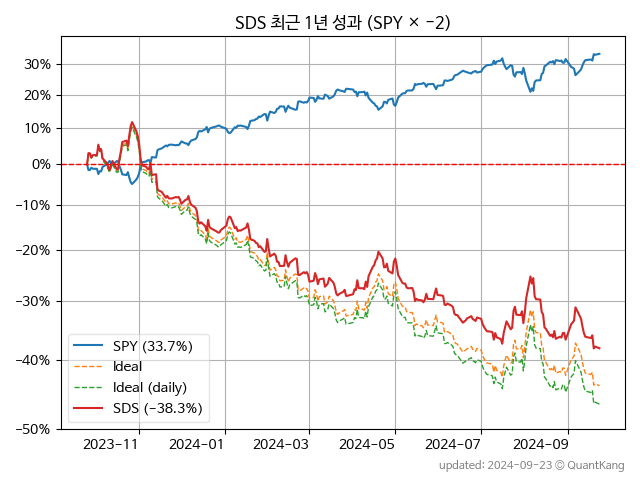 SDS 최근 1년 성과 (SPY × −2)
30%
20%
10%
0%
−10%
−20%
−30%
−40%
−50%
SPY (33.7%)
Ideal
Ideal (daily)
SDS (−38.3%)
2023-11
2024-01
2024-03
2024-05
2024-07
2024-09
updated: 2024-09-23 © QuantKang